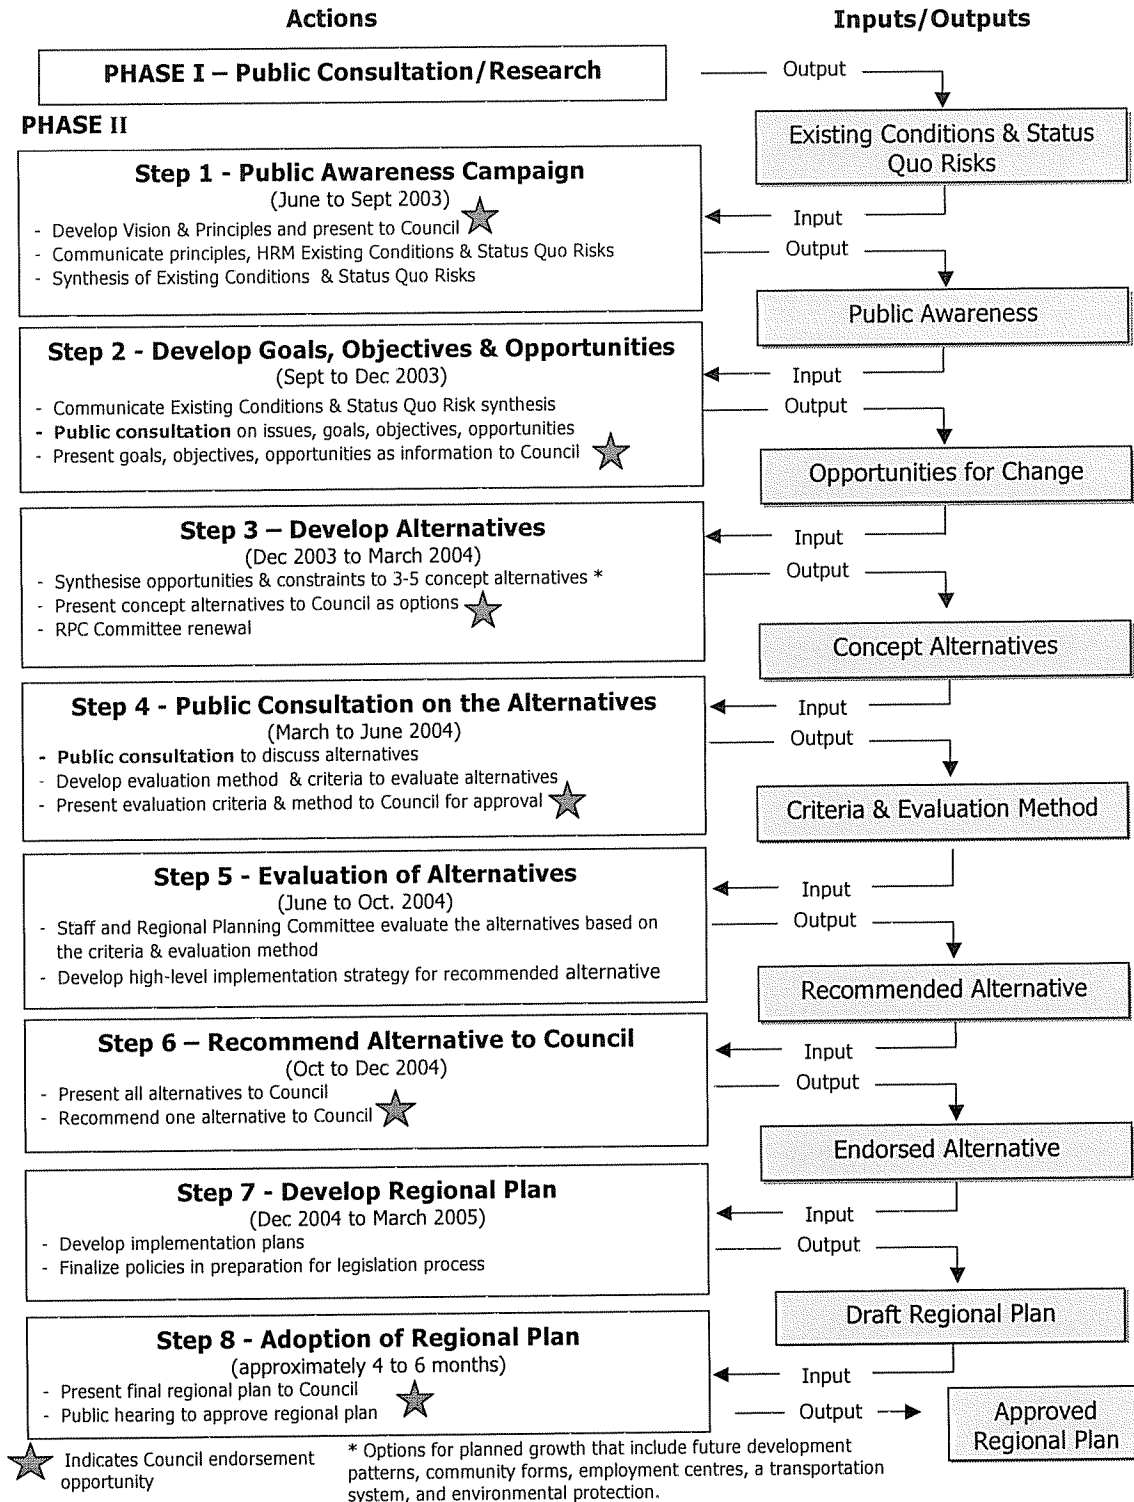 Actions
Inputs/Outputs
PHASE I – Public Consultation/Research
Output
Existing Conditions & Status
Quo Risks
PHASE II
Step 1 - Public Awareness Campaign
(June to Sept 2003)
- Develop Vision & Principles and present to Council
- Communicate principles, HRM Existing Conditions & Status Quo Risks
- Synthesis of Existing Conditions & Status Quo Risks
Input
Output
Public Awareness
Step 2 - Develop Goals, Objectives & Opportunities
(Sept to Dec 2003)
- Communicate Existing Conditions & Status Quo Risk synthesis
- Public consultation on issues, goals, objectives, opportunities
- Present goals, objectives, opportunities as information to Council
Input
Output
Opportunities for Change
Step 3 – Develop Alternatives
(Dec 2003 to March 2004)
- Synthesise opportunities & constraints to 3-5 concept alternatives *
- Present concept alternatives to Council as options
- RPC Committee renewal
Input
Output
Concept Alternatives
Step 4 - Public Consultation on the Alternatives
(March to June 2004)
- Public consultation to discuss alternatives
- Develop evaluation method & criteria to evaluate alternatives
- Present evaluation criteria & method to Council for approval
Input
Output
Criteria & Evaluation Method
Step 5 - Evaluation of Alternatives
(June to Oct. 2004)
- Staff and Regional Planning Committee evaluate the alternatives based on
the criteria & evaluation method
- Develop high-level implementation strategy for recommended alternative
Input
Output
Recommended Alternative
Step 6 – Recommend Alternative to Council
(Oct to Dec 2004)
- Present all alternatives to Council
- Recommend one alternative to Council
Input
Output
Endorsed Alternative
Step 7 - Develop Regional Plan
(Dec 2004 to March 2005)
- Develop implementation plans
- Finalize policies in preparation for legislation process
Input
Output
Draft Regional Plan
Step 8 - Adoption of Regional Plan
(approximately 4 to 6 months)
- Present final regional plan to Council
- Public hearing to approve regional plan
Input
Output
Approved
Regional Plan
Indicates Council endorsement
opportunity
* Options for planned growth that include future development
patterns, community forms, employment centres, a transportation
system, and environmental protection.